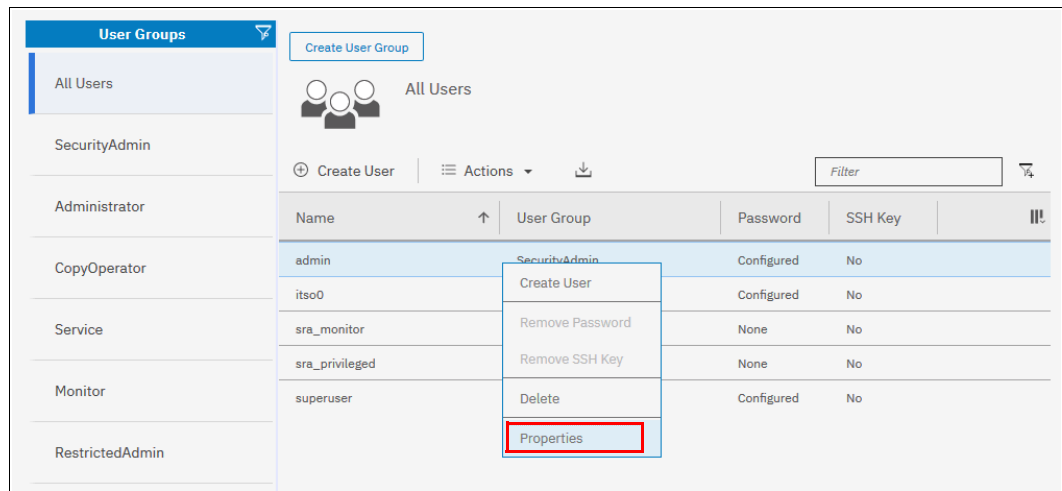 User Groups
All Users
SecurityAdmin
Administrator
CopyOperator
Service
Monitor
RestrictedAdmin
Create User Group
All Users
Create User
Actions
Filter
Name User Group Password SSH Key
admin SecurityAdmin Configured No
itso0 Configured No
sra_monitor None No
sra_privileged None No
superuser Configured No
Create User
Remove Password
Remove SSH Key
Delete
Properties